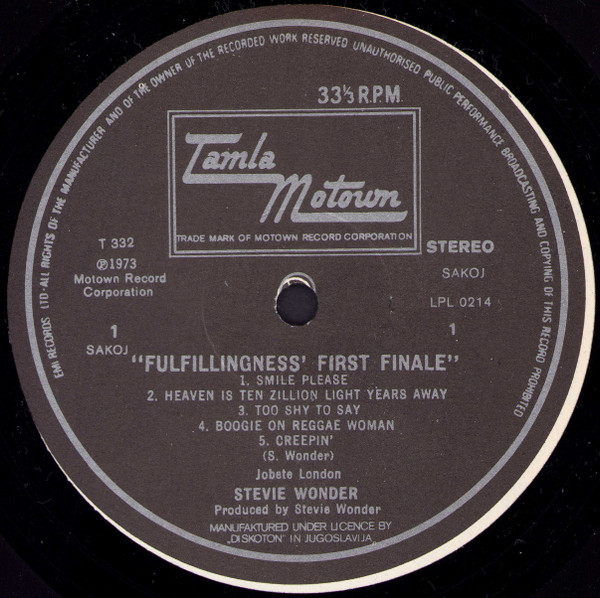 EMI RECORDS LTD·ALL RIGHTS OF THE MANUFACTURER AND OF THE OWNER OF THE RECORDED WORK RESERVED UNAUTHORISED PUBLIC PERFORMANCE BROADCASTING AND COPYING OF THIS RECORD PROHIBITED
33⅓ R.P.M.
Tamla
Motown
TRADE MARK OF MOTOWN RECORD CORPORATION
T 332
℗1973
Motown Record
Corporation
STEREO
SAKOJ
LPL 0214
1
SAKOJ
1
"FULFILLINGNESS' FIRST FINALE"
1. SMILE PLEASE
2. HEAVEN IS TEN ZILLION LIGHT YEARS AWAY
3. TOO SHY TO SAY
4. BOOGIE ON REGGAE WOMAN
5. CREEPIN'
(S. Wonder)
Jobete London
STEVIE WONDER
Produced by Stevie Wonder
MANUFAKTURED UNDER LICENCE BY
„DISKOTON" IN JUGOSLAVIJA